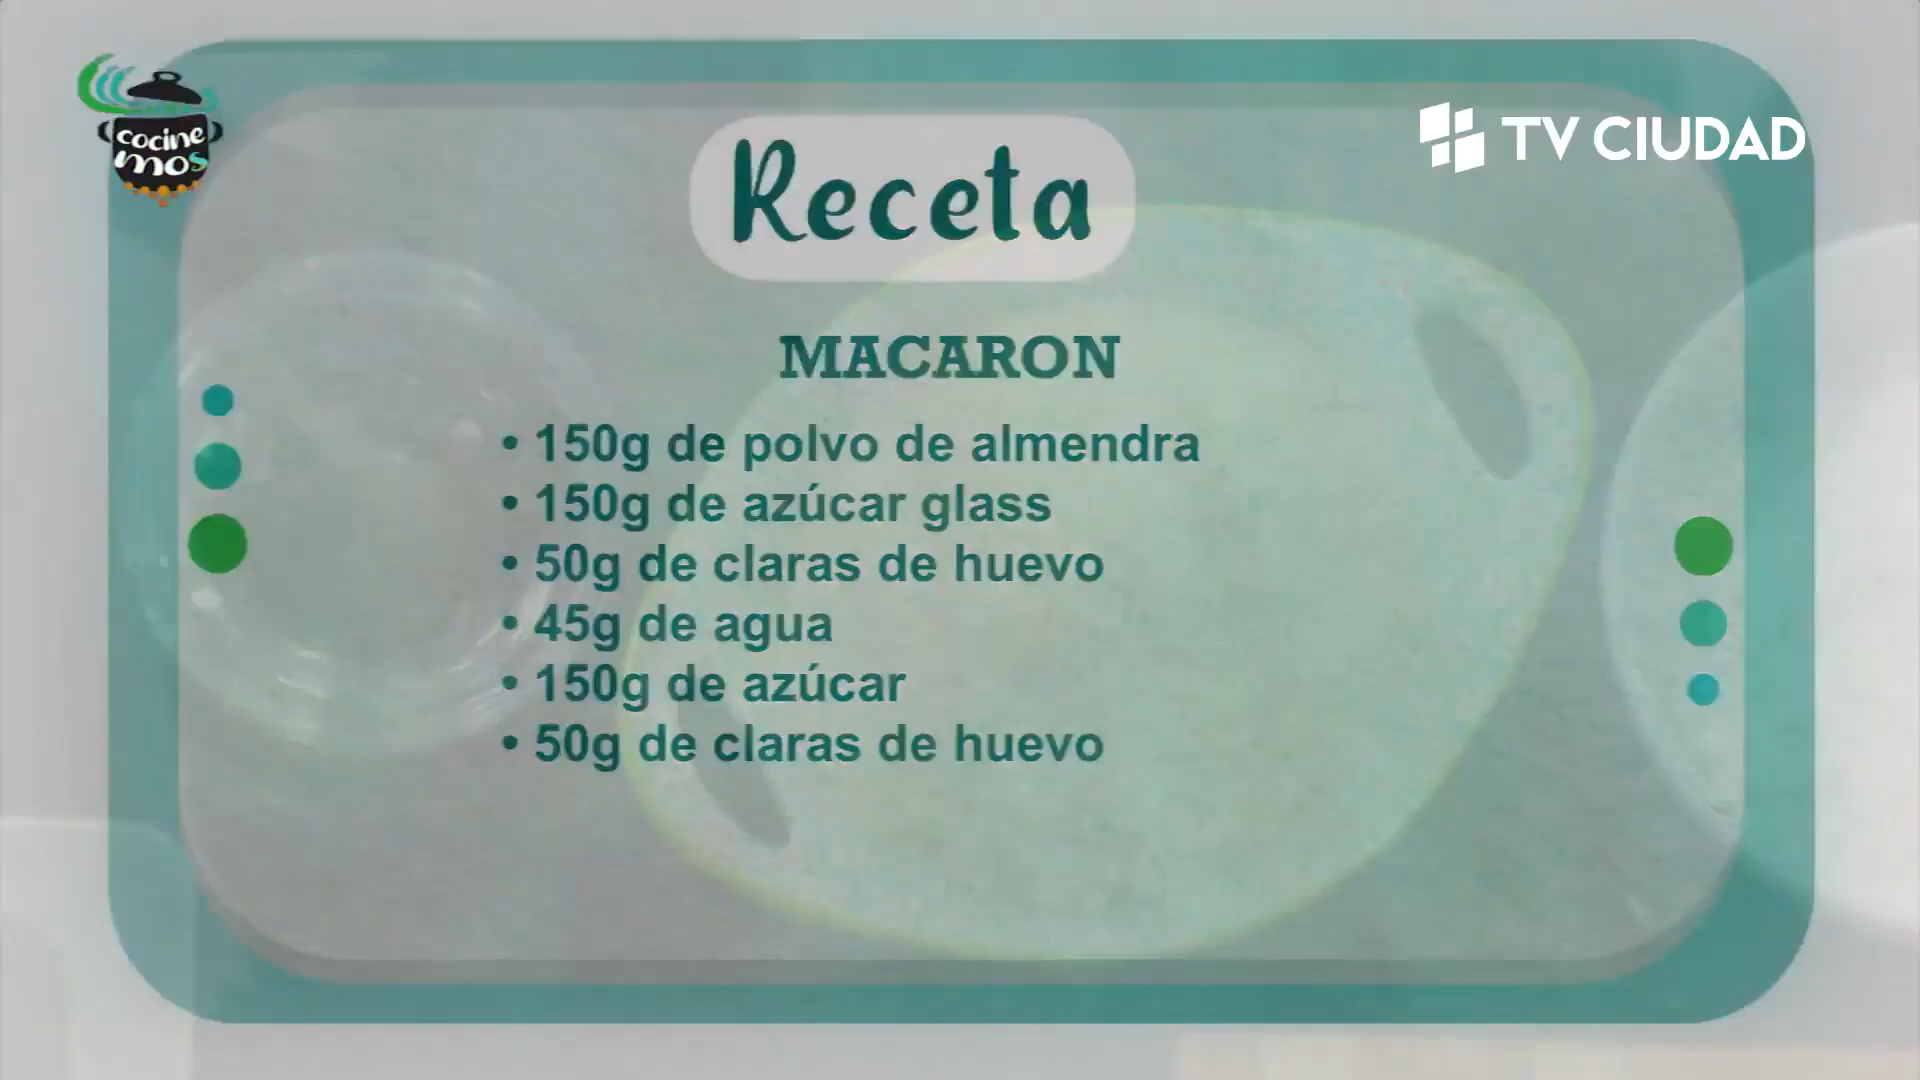 cocine
mos
TV CIUDAD
Receta
MACARON
• 150g de polvo de almendra
• 150g de azúcar glass
• 50g de claras de huevo
• 45g de agua
• 150g de azúcar
• 50g de claras de huevo